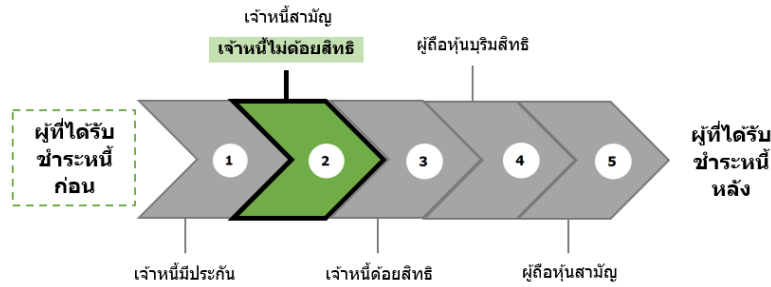 เจ้าหนี้สามัญ
เจ้าหนี้ไม่ด้อยสิทธิ
ผู้ถือหุ้นบุริมสิทธิ
ผู้ที่ได้รับ
ชำระหนี้
ก่อน
1
2
3
4
5
ผู้ที่ได้รับ
ชำระหนี้
หลัง
เจ้าหนี้มีประกัน
เจ้าหนี้ด้อยสิทธิ
ผู้ถือหุ้นสามัญ